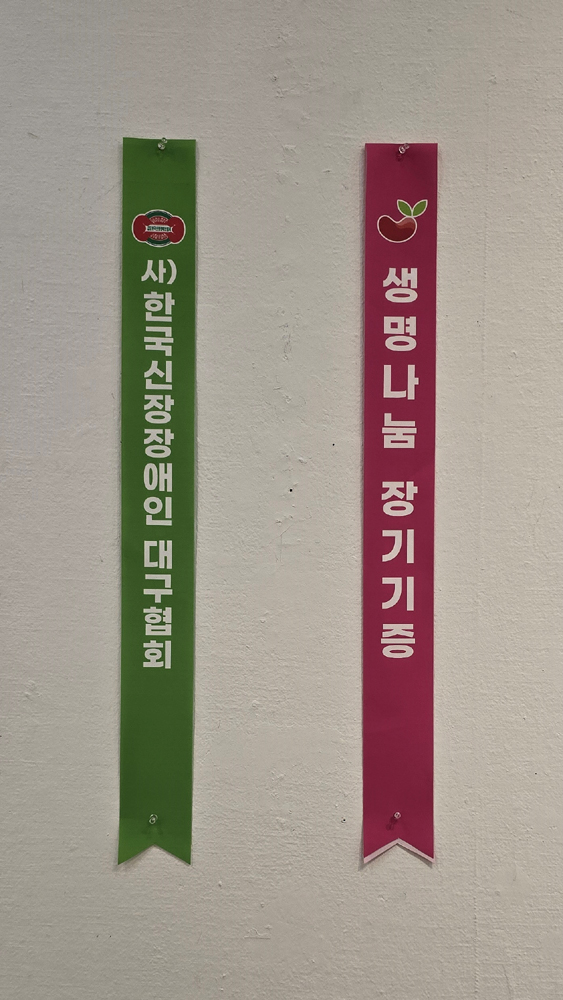 사)한국신장장애인 대구협회
생명나눔 장기기증